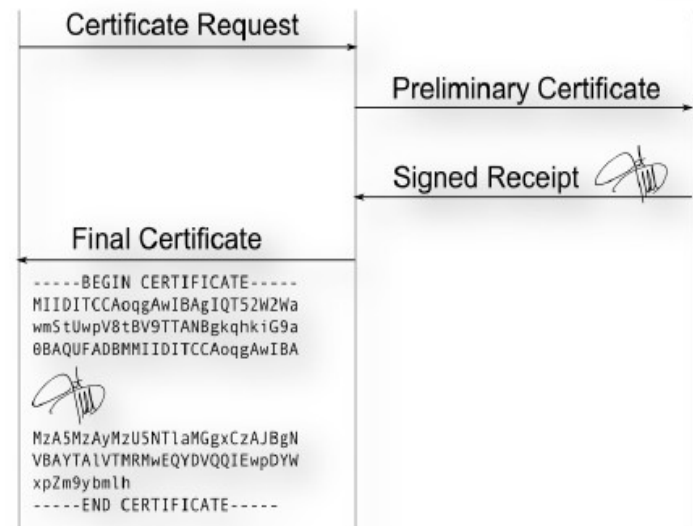 Certificate Request
Preliminary Certificate
Signed Receipt
Final Certificate
-----BEGIN CERTIFICATE-----
MIIDITCCAoqgAwIBAgIQT52W2Wa
wmStUwpV8tBV9TTANBgkqhkiG9a
0BAQUFADBMMIIDITCCAoqgAwIBA
MzA5MzAyMzU5NTlaMGgxCzAJBgN
VBAYTAlVTMRMwEQYDVQQIEwpDYW
xpZm9ybmlh
-----END CERTIFICATE-----